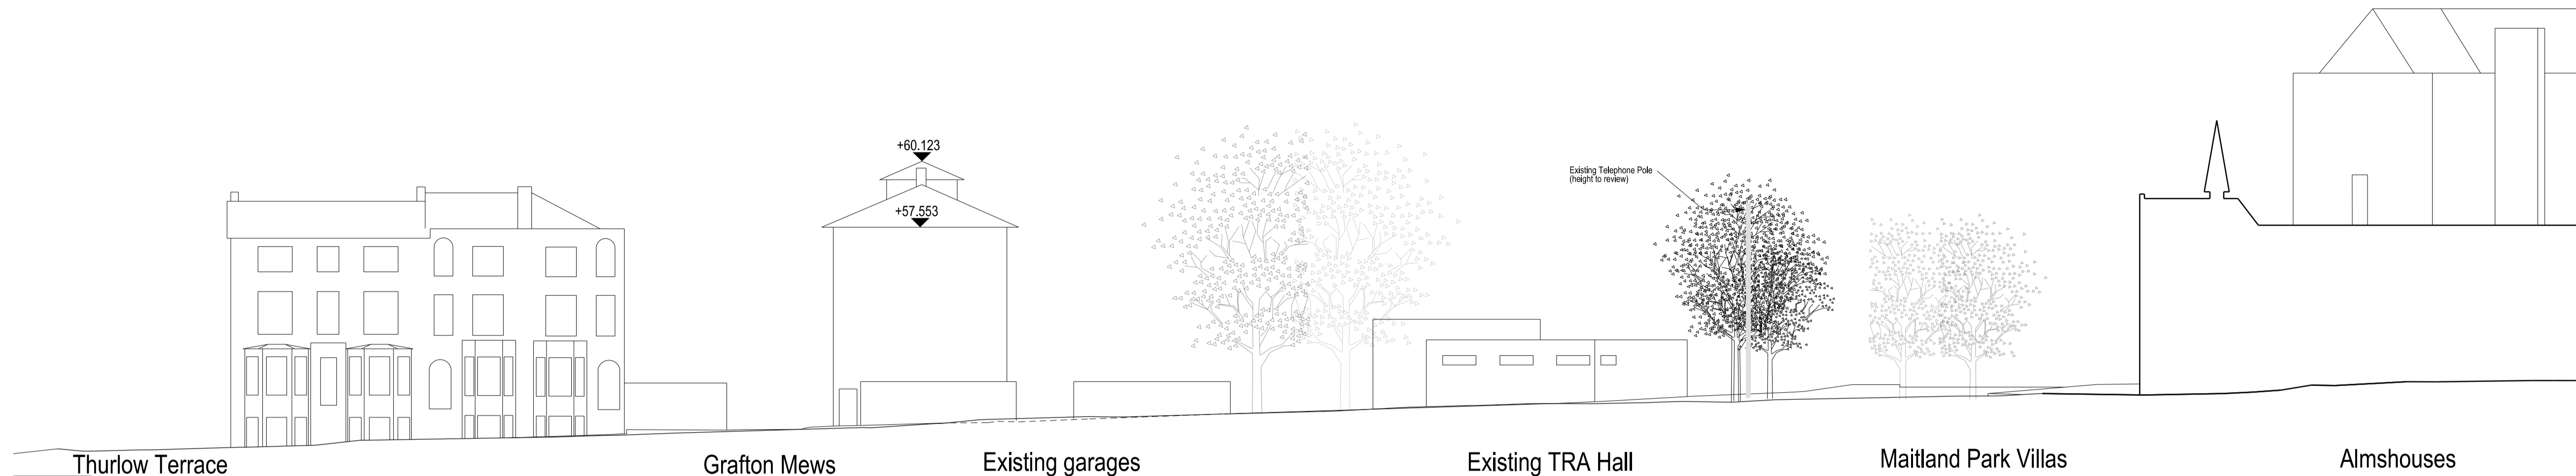 +60.123
+57.553
Existing Telephone Pole
(height to review)
Thurlow Terrace
Grafton Mews
Existing garages
Existing TRA Hall
Maitland Park Villas
Almshouses